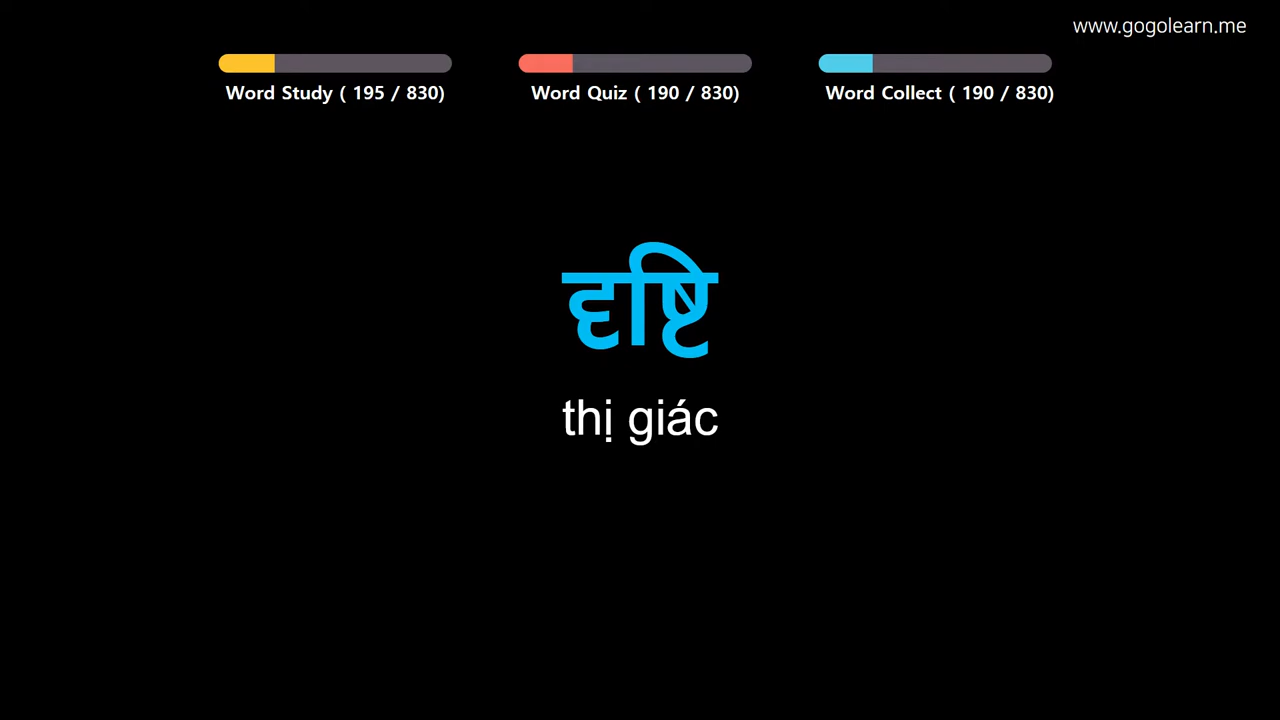 www.gogolearn.me
Word Study ( 195 / 830)
Word Quiz ( 190 / 830)
Word Collect ( 190 / 830)
दृष्टि
thị giác